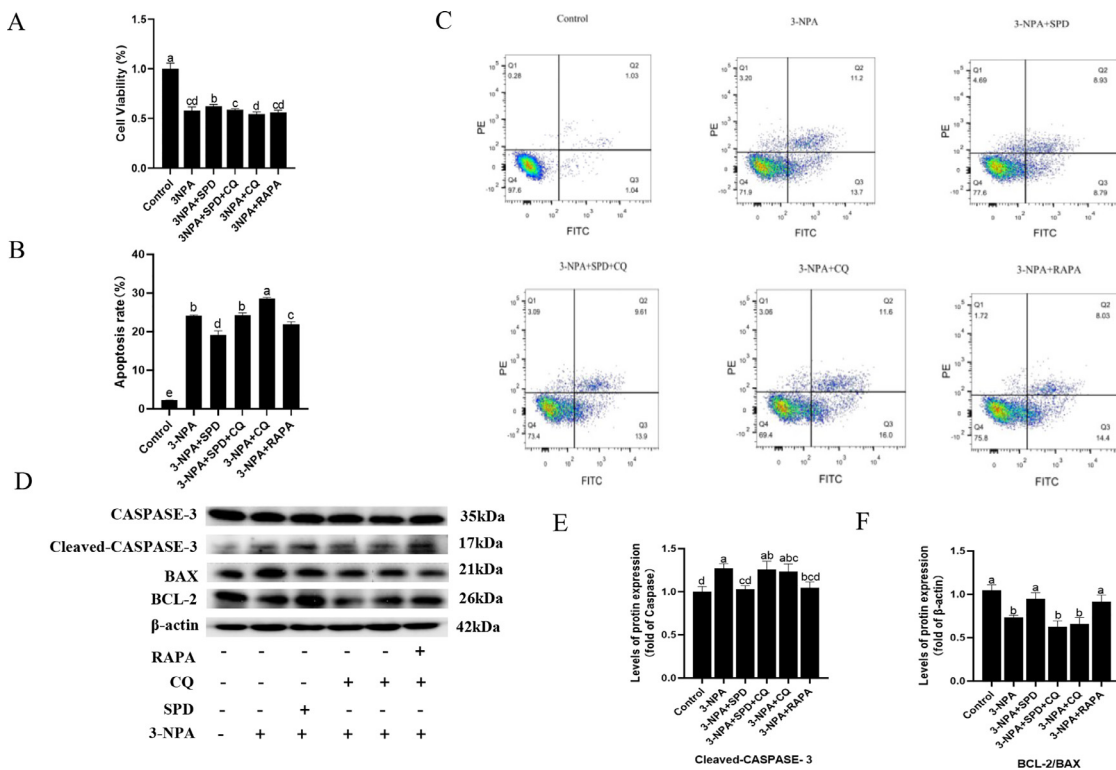 A
Cell Viability (%)
1.5
1.0
0.5
0.0
a
cd
b
c
d
cd
Control
3NPA
3NPA+SPD
3NPA+SPD+CQ
3NPA+CQ
3NPA+RAPA
B
Apoptosis rate(%)
40
30
20
10
0
e
b
d
b
a
c
Control
3-NPA
3-NPA+SPD
3-NPA+SPD+CQ
3-NPA+CQ
3-NPA+RAPA
C
Control
Q1
0.28
Q2
1.03
Q4
97.6
Q3
1.04
PE
FITC
3-NPA
Q1
3.20
Q2
11.2
Q4
71.9
Q3
13.7
PE
FITC
3-NPA+SPD
Q1
4.69
Q2
8.93
Q4
77.6
Q3
8.79
PE
FITC
3-NPA+SPD+CQ
Q1
3.09
Q2
9.61
Q4
73.4
Q3
13.9
PE
FITC
3-NPA+CQ
Q1
3.06
Q2
11.6
Q4
69.4
Q3
16.0
PE
FITC
3-NPA+RAPA
Q1
1.72
Q2
8.03
Q4
75.8
Q3
14.4
PE
FITC
D
CASPASE-3 35kDa
Cleaved-CASPASE-3 17kDa
BAX 21kDa
BCL-2 26kDa
β-actin 42kDa
RAPA - - - - - +
CQ - - - + + +
SPD - - + - - -
3-NPA - + + + + +
E
Levels of protin expression
(fold of Caspase)
1.5
1.0
0.5
0.0
d
a
cd
ab
abc
bcd
Control
3-NPA
3-NPA+SPD
3-NPA+SPD+CQ
3-NPA+CQ
3-NPA+RAPA
Cleaved-CASPASE- 3
F
Levels of protin expression
(fold of β-actin)
1.5
1.0
0.5
0.0
a
b
a
b
b
a
Control
3-NPA
3-NPA+SPD
3-NPA+SPD+CQ
3-NPA+CQ
3-NPA+RAPA
BCL-2/BAX